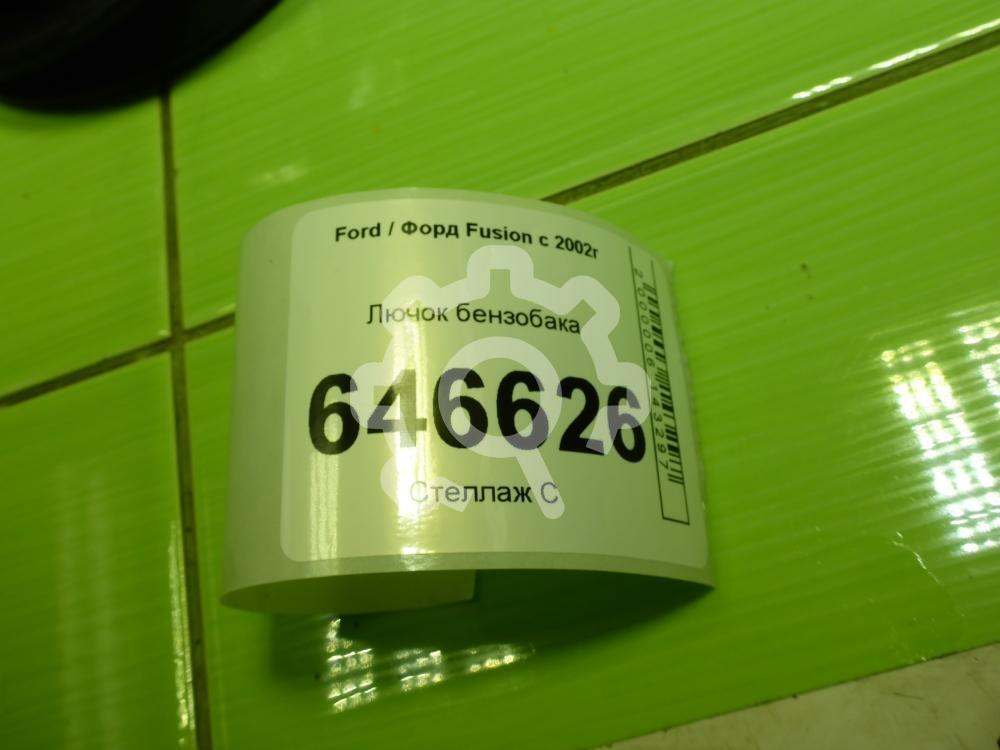 Ford / Форд Fusion с 2002г
Лючок бензобака
646626
Стеллаж С